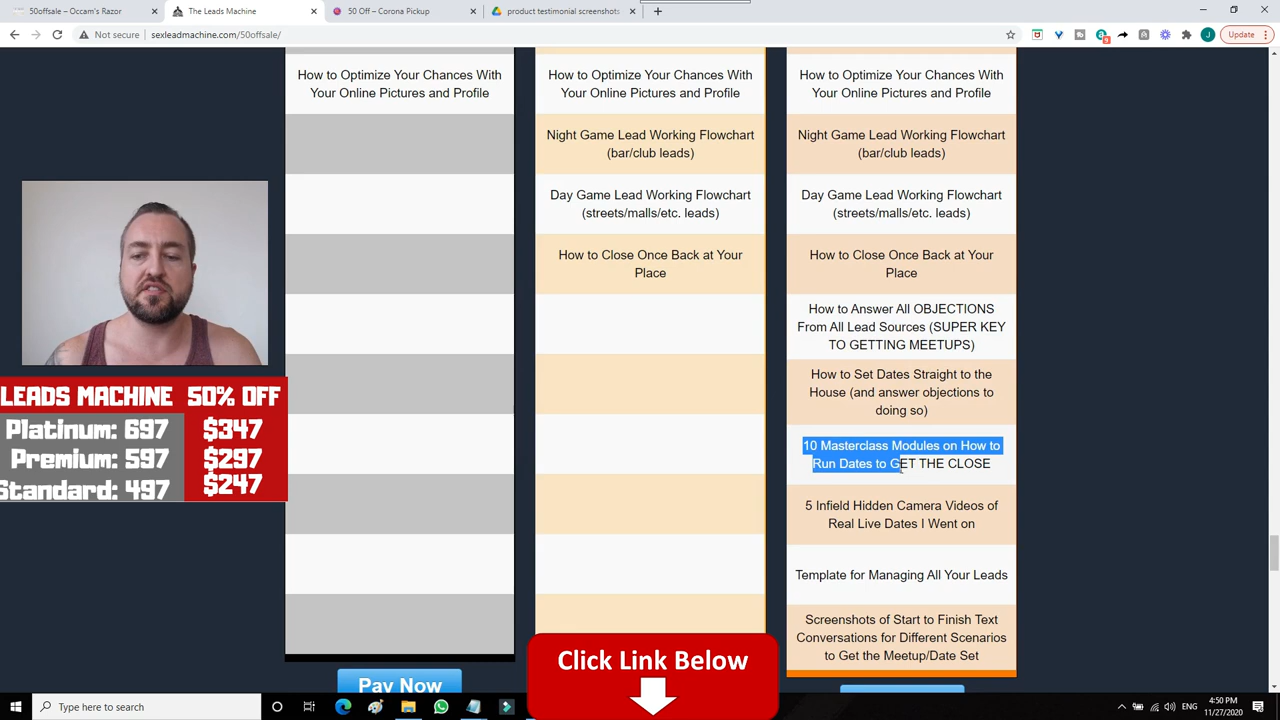 50offsale – Occam's Razor
The Leads Machine
50 Off – Corona Pickup
product testimonial screenshots
Not secure
sexleadmachine.com/50offsale/
Update
How to Optimize Your Chances With
Your Online Pictures and Profile
How to Optimize Your Chances With
Your Online Pictures and Profile
Night Game Lead Working Flowchart
(bar/club leads)
Day Game Lead Working Flowchart
(streets/malls/etc. leads)
How to Close Once Back at Your
Place
How to Optimize Your Chances With
Your Online Pictures and Profile
Night Game Lead Working Flowchart
(bar/club leads)
Day Game Lead Working Flowchart
(streets/malls/etc. leads)
How to Close Once Back at Your
Place
How to Answer All OBJECTIONS
From All Lead Sources (SUPER KEY
TO GETTING MEETUPS)
How to Set Dates Straight to the
House (and answer objections to
doing so)
10 Masterclass Modules on How to
Run Dates to GET THE CLOSE
5 Infield Hidden Camera Videos of
Real Live Dates I Went on
Template for Managing All Your Leads
Screenshots of Start to Finish Text
Conversations for Different Scenarios
to Get the Meetup/Date Set
LEADS MACHINE 50% OFF
Platinum: 697 $347
Premium: 597 $297
Standard: 497 $247
Pay Now
Click Link Below
Type here to search
ENG
4:50 PM
11/27/2020